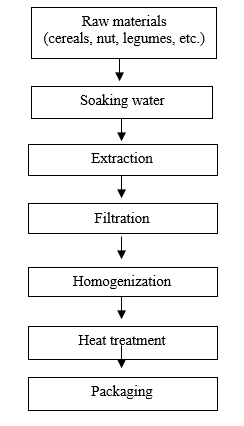 Raw materials
(cereals, nut, legumes, etc.)
Soaking water
Extraction
Filtration
Homogenization
Heat treatment
Packaging